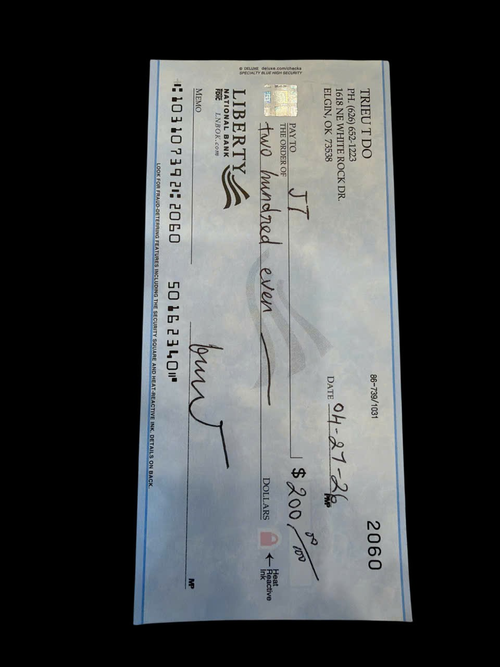 © DELUXE deluxe.com/checks
SPECIALTY BLUE HIGH SECURITY
TRIEU T DO
PH. (626) 652-1223
1618 NE WHITE ROCK DR.
ELGIN, OK 73538
86-739/1031
2060
DATE 04-27-26
PAY TO
THE ORDER OF JT $ 200 00/100
two hundred even DOLLARS
Heat
Reactive
Ink
LIBERTY
NATIONAL BANK
LNBOK.com
MEMO
MP
⑆103107392⑆2060 501623401⑈
LOOK FOR FRAUD-DETERRING FEATURES INCLUDING THE SECURITY SQUARE AND HEAT-REACTIVE INK. DETAILS ON BACK.